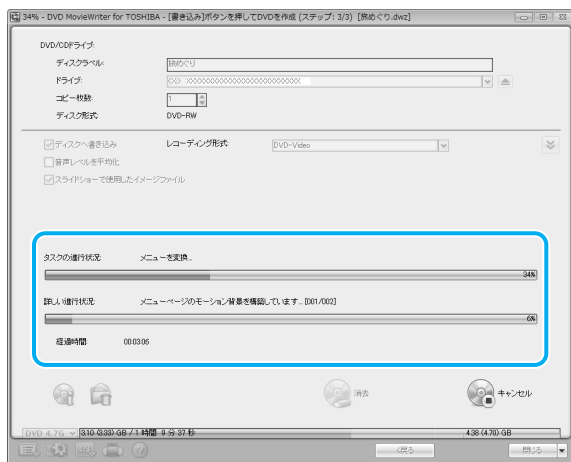 34% - DVD MovieWriter for TOSHIBA - [[書き込み]ボタンを押してDVDを作成 (ステップ: 3/3) [旅めぐり.dwz]
DVD/CDドライブ:
ディスクラベル: 旅めぐり
ドライブ: XXXXXXXXXXXXXXXXXXXXXXXXXX
コピー枚数: 1
ディスク形式: DVD-RW
ディスクへ書き込み レコーディング形式: DVD-Video
音声レベルを平均化
スライドショーで使用したイメージファイル
タスクの進行状況: メニューを変換...
34%
詳しい進行状況: メニューページのモーション背景を構築しています... [001/002]
6%
経過時間: 00:03:06
消去 キャンセル
DVD 4.7G 3.10 (3.33) GB / 1 時間 9 分 37 秒 4.38 (4.70) GB
<戻る 閉じる